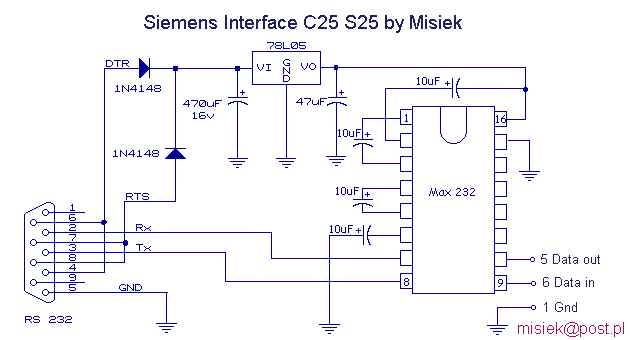 Siemens Interface C25 S25 by Misiek
78L05
DTR
VI
GND
VO
10uF
1N4148
470uF
16v
47uF
1
16
10uF
1N4148
Max 232
RTS
10uF
1
6
2
7
3
8
4
9
5
Rx
Tx
10uF
5 Data out
8
9
6 Data in
GND
1 Gnd
RS 232
misiek@post.pl